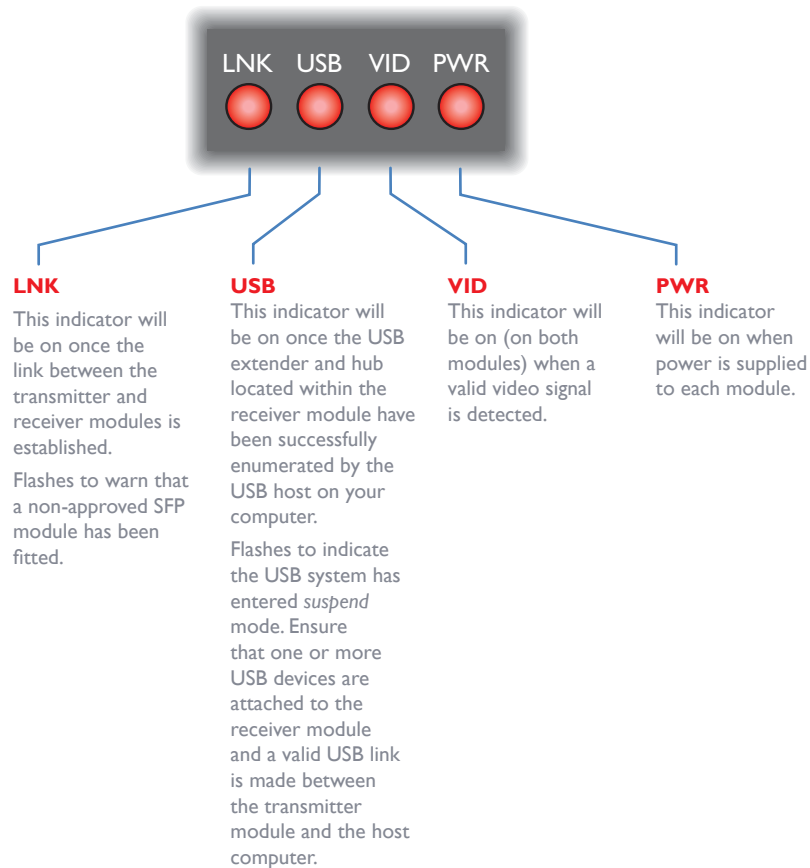 LNK USB VID PWR
LNK
This indicator will
be on once the
link between the
transmitter and
receiver modules is
established.
Flashes to warn that
a non-approved SFP
module has been
fitted.
USB
This indicator will
be on once the USB
extender and hub
located within the
receiver module have
been successfully
enumerated by the
USB host on your
computer.
Flashes to indicate
the USB system has
entered suspend
mode. Ensure
that one or more
USB devices are
attached to the
receiver module
and a valid USB link
is made between
the transmitter
module and the host
computer.
VID
This indicator will
be on (on both
modules) when a
valid video signal
is detected.
PWR
This indicator
will be on when
power is supplied
to each module.